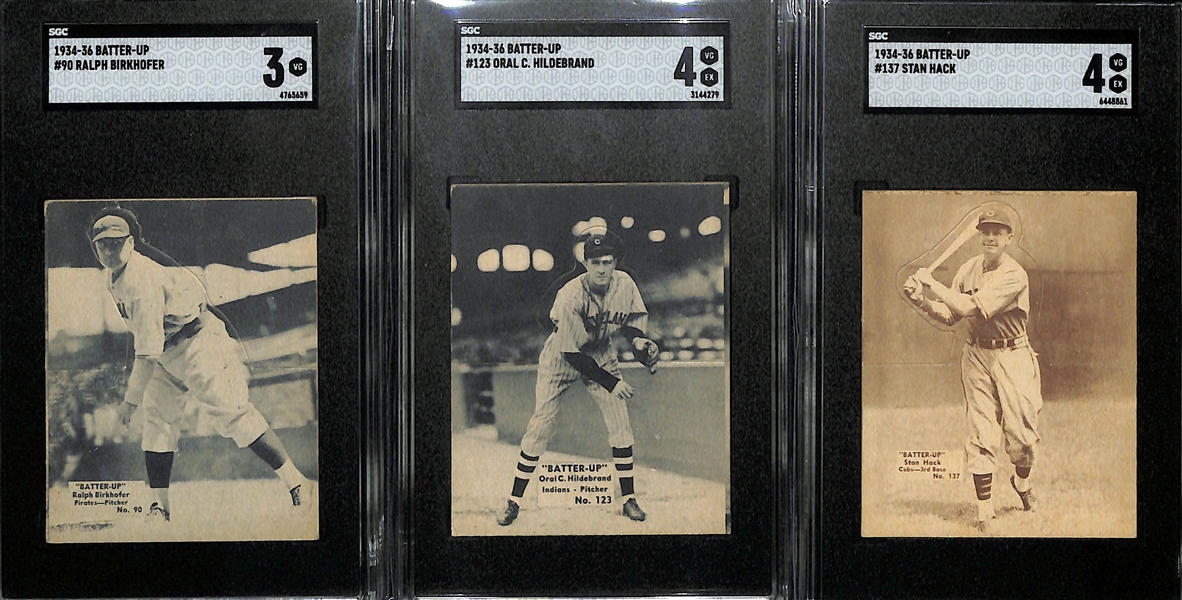 SGC
1934-36 BATTER-UP
#90 RALPH BIRKHOFER
3 VG
4765659
"BATTER-UP"
Ralph Birkhofer
Pirates—Pitcher
No. 90
SGC
1934-36 BATTER-UP
#123 ORAL C. HILDEBRAND
4 VG EX
3144279
"BATTER-UP"
Oral C. Hildebrand
Indians - Pitcher
No. 123
SGC
1934-36 BATTER-UP
#137 STAN HACK
4 VG EX
6448861
"BATTER-UP"
Stan Hack
Cubs—3rd Base
No. 137